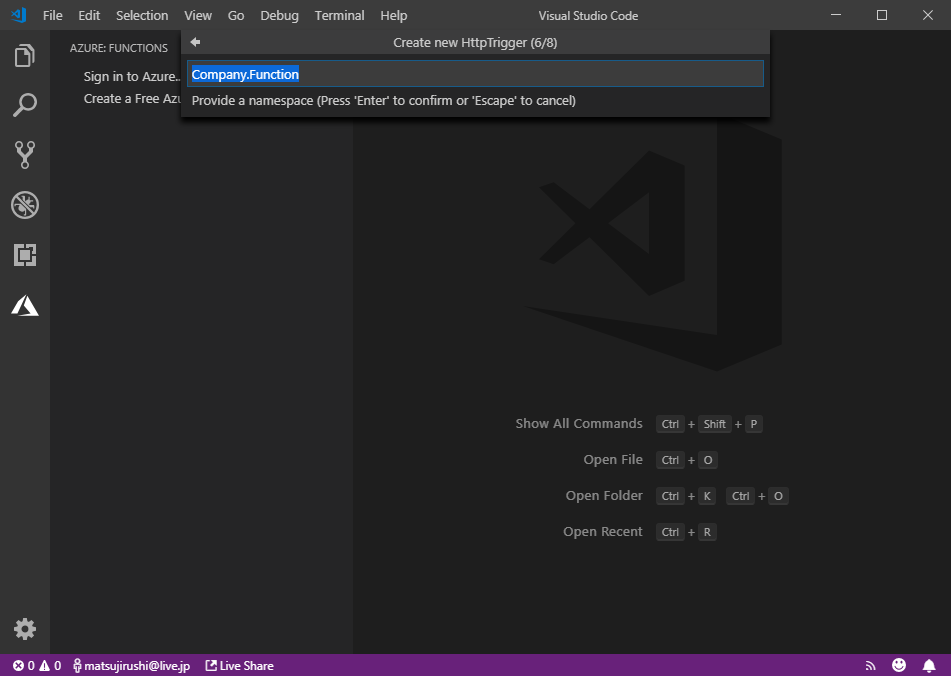 File Edit Selection View Go Debug Terminal Help Visual Studio Code
AZURE: FUNCTIONS
Create new HttpTrigger (6/8)
Sign in to Azure..
Company.Function
Create a Free Azu
Provide a namespace (Press 'Enter' to confirm or 'Escape' to cancel)
Show All Commands Ctrl + Shift + P
Open File Ctrl + O
Open Folder Ctrl + K Ctrl + O
Open Recent Ctrl + R
0 0 matsujirushi@live.jp Live Share